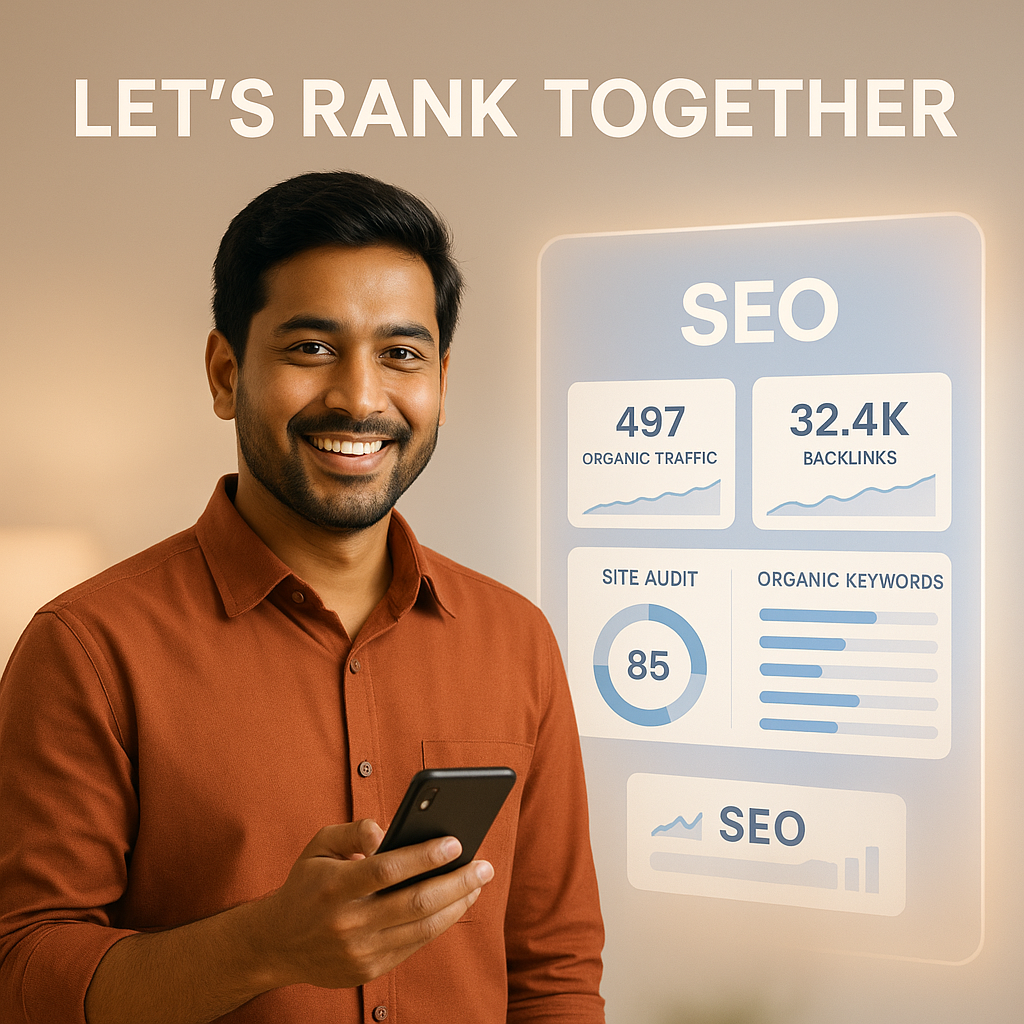 LET'S RANK TOGETHER
SEO
497
ORGANIC TRAFFIC
32.4K
BACKLINKS
SITE AUDIT
85
ORGANIC KEYWORDS
SEO